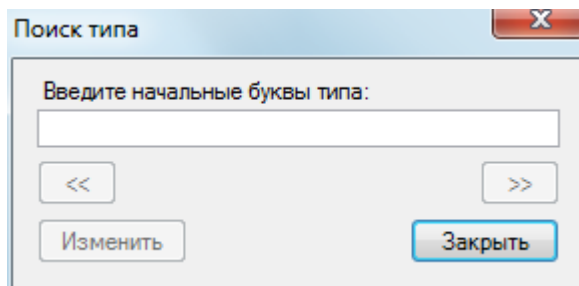 Поиск типа
Введите начальные буквы типа:
<< >>
Изменить Закрыть